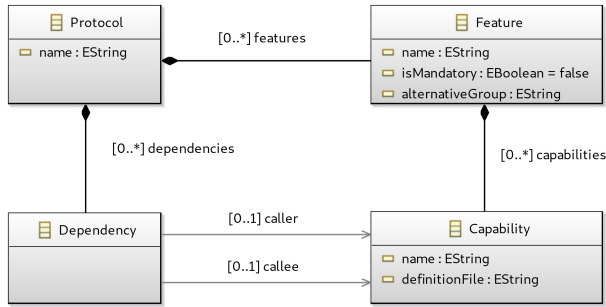 Protocol
name : EString
[0..*] features
Feature
name : EString
isMandatory : EBoolean = false
alternativeGroup : EString
[0..*] dependencies
[0..*] capabilities
Dependency
[0..1] caller
[0..1] callee
Capability
name : EString
definitionFile : EString